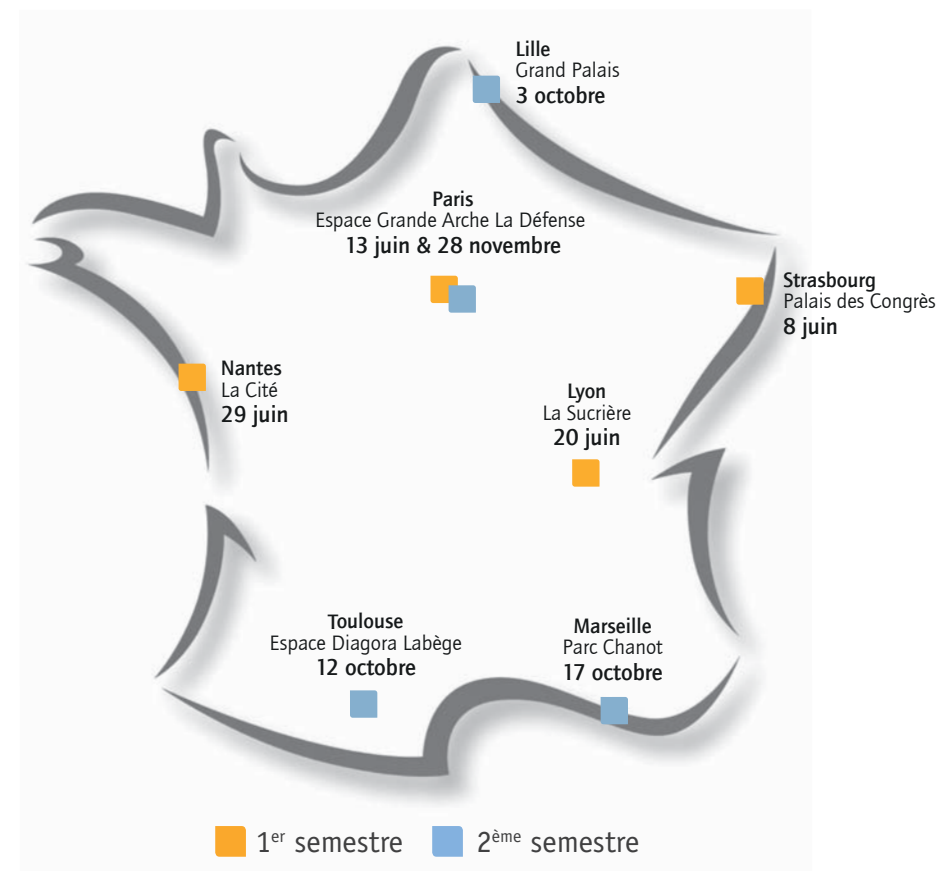 Lille
Grand Palais
3 octobre
Paris
Espace Grande Arche La Défense
13 juin & 28 novembre
Strasbourg
Palais des Congrès
8 juin
Nantes
La Cité
29 juin
Lyon
La Sucrière
20 juin
Toulouse
Espace Diagora Labège
12 octobre
Marseille
Parc Chanot
17 octobre
1er semestre
2ème semestre